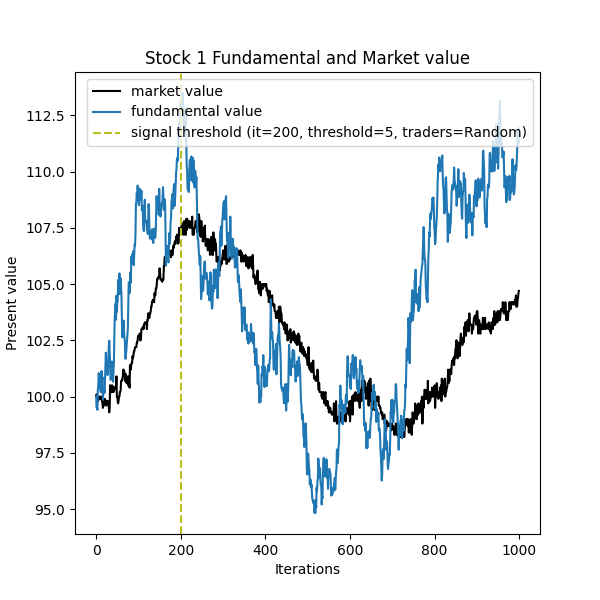 Stock 1 Fundamental and Market value
market value
fundamental value
signal threshold (it=200, threshold=5, traders=Random)
Present value
112.5
110.0
107.5
105.0
102.5
100.0
97.5
95.0
0 200 400 600 800 1000
Iterations